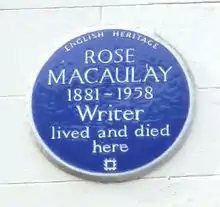 ENGLISH HERITAGE
ROSE
MACAULAY
1881-1958
Writer
lived and died
here